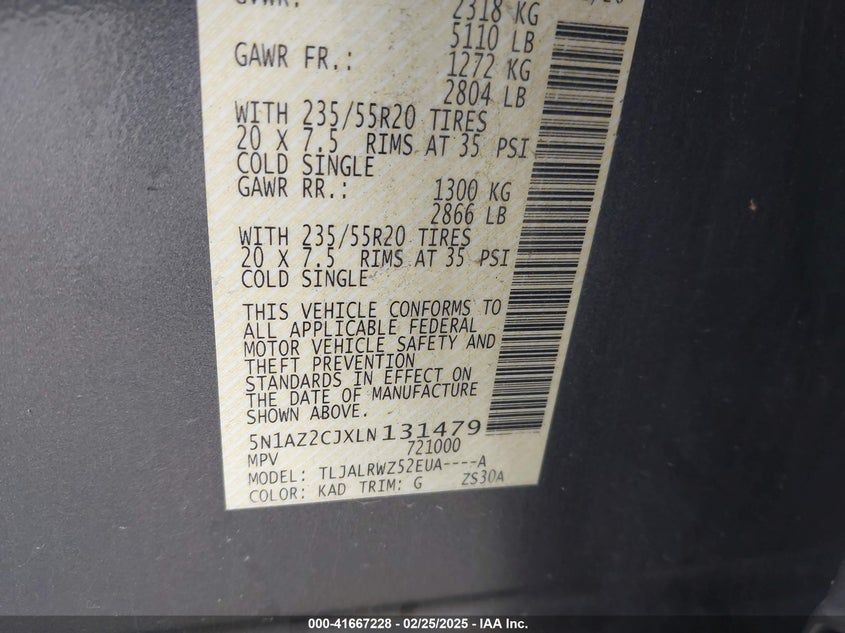 GVWR:
2318 KG
5110 LB
GAWR FR.:
1272 KG
2804 LB
WITH 235/55R20 TIRES
20 X 7.5 RIMS AT 35 PSI
COLD SINGLE
GAWR RR.:
1300 KG
2866 LB
WITH 235/55R20 TIRES
20 X 7.5 RIMS AT 35 PSI
COLD SINGLE
THIS VEHICLE CONFORMS TO
ALL APPLICABLE FEDERAL
MOTOR VEHICLE SAFETY AND
THEFT PREVENTION
STANDARDS IN EFFECT ON
THE DATE OF MANUFACTURE
SHOWN ABOVE.
5N1AZ2CJXLN131479
MPV 721000
MODEL: TLJALRWZ52EUA----A
COLOR: KAD TRIM: G ZS30A
000-41667228 - 02/25/2025 - IAA Inc.